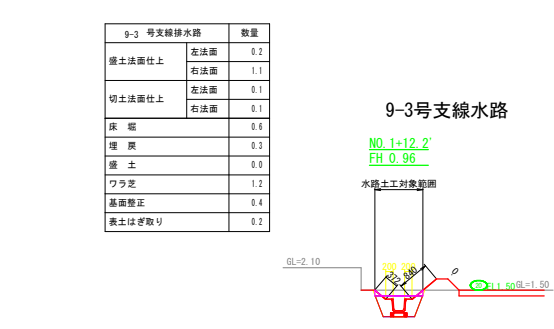 9-3 号支線排水路 数量
盛土法面仕上 左法面 0.2
右法面 1.1
切土法面仕上 左法面 0.1
右法面 0.1
床 堀 0.6
埋 戻 0.3
盛 土 0.0
ワラ芝 1.2
基面整正 0.4
表土はぎ取り 0.2
9-3号支線水路
NO.1+12.2'
FH 0.96
水路土工対象範囲
GL=2.10
372
840
EL1.50
GL=1.50